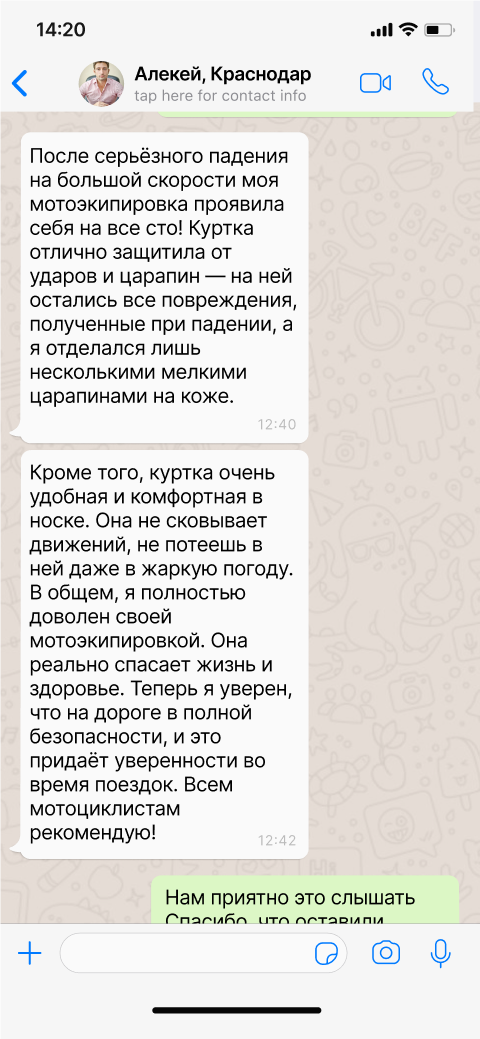 14:20
Алекей, Краснодар
tap here for contact info
После серьёзного падения
на большой скорости моя
мотоэкипировка проявила
себя на все сто! Куртка
отлично защитила от
ударов и царапин — на ней
остались все повреждения,
полученные при падении, а
я отделался лишь
несколькими мелкими
царапинами на коже.
12:40
Кроме того, куртка очень
удобная и комфортная в
носке. Она не сковывает
движений, не потеешь в
ней даже в жаркую погоду.
В общем, я полностью
доволен своей
мотоэкипировкой. Она
реально спасает жизнь и
здоровье. Теперь я уверен,
что на дороге в полной
безопасности, и это
придаёт уверенности во
время поездок. Всем
мотоциклистам
рекомендую!
12:42
Нам приятно это слышать
Спасибо, что оставили